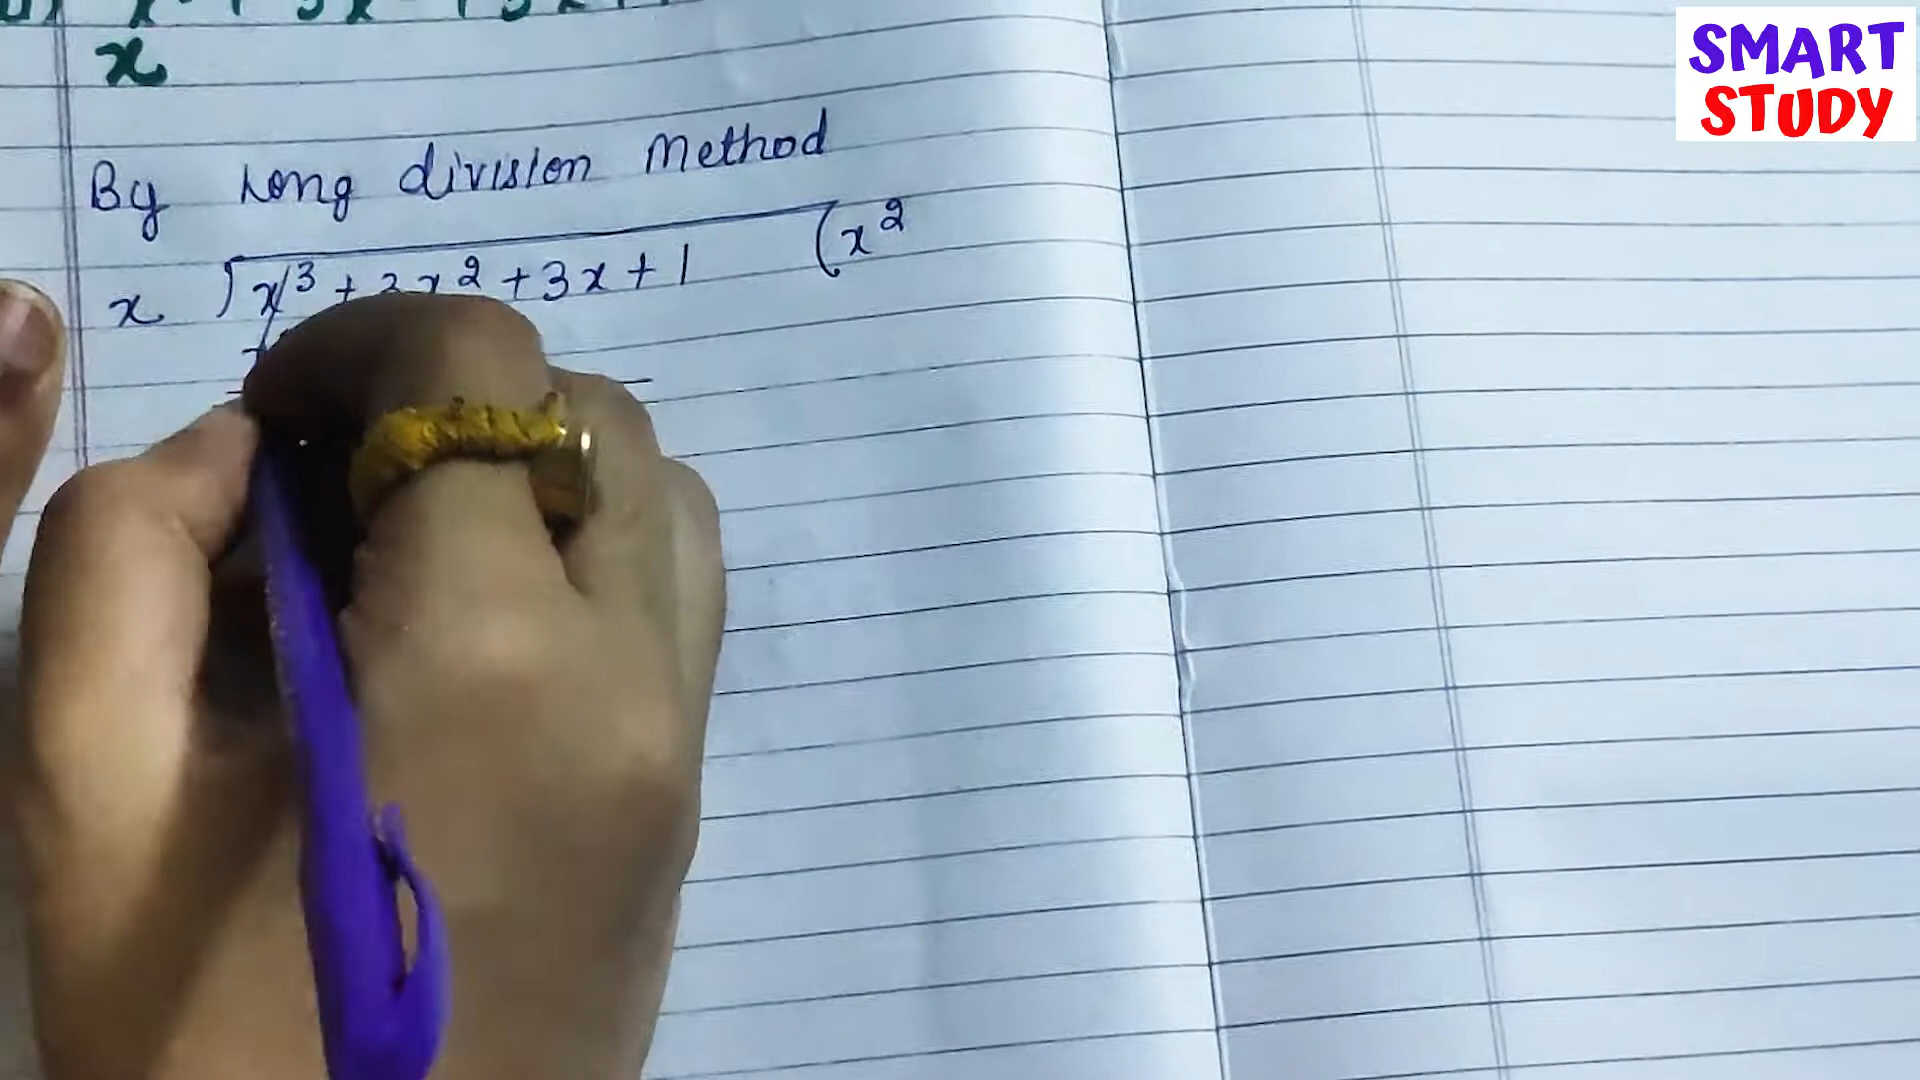 x
By Long division Method
x √x³ + 3x² + 3x + 1 (x²
SMART
STUDY